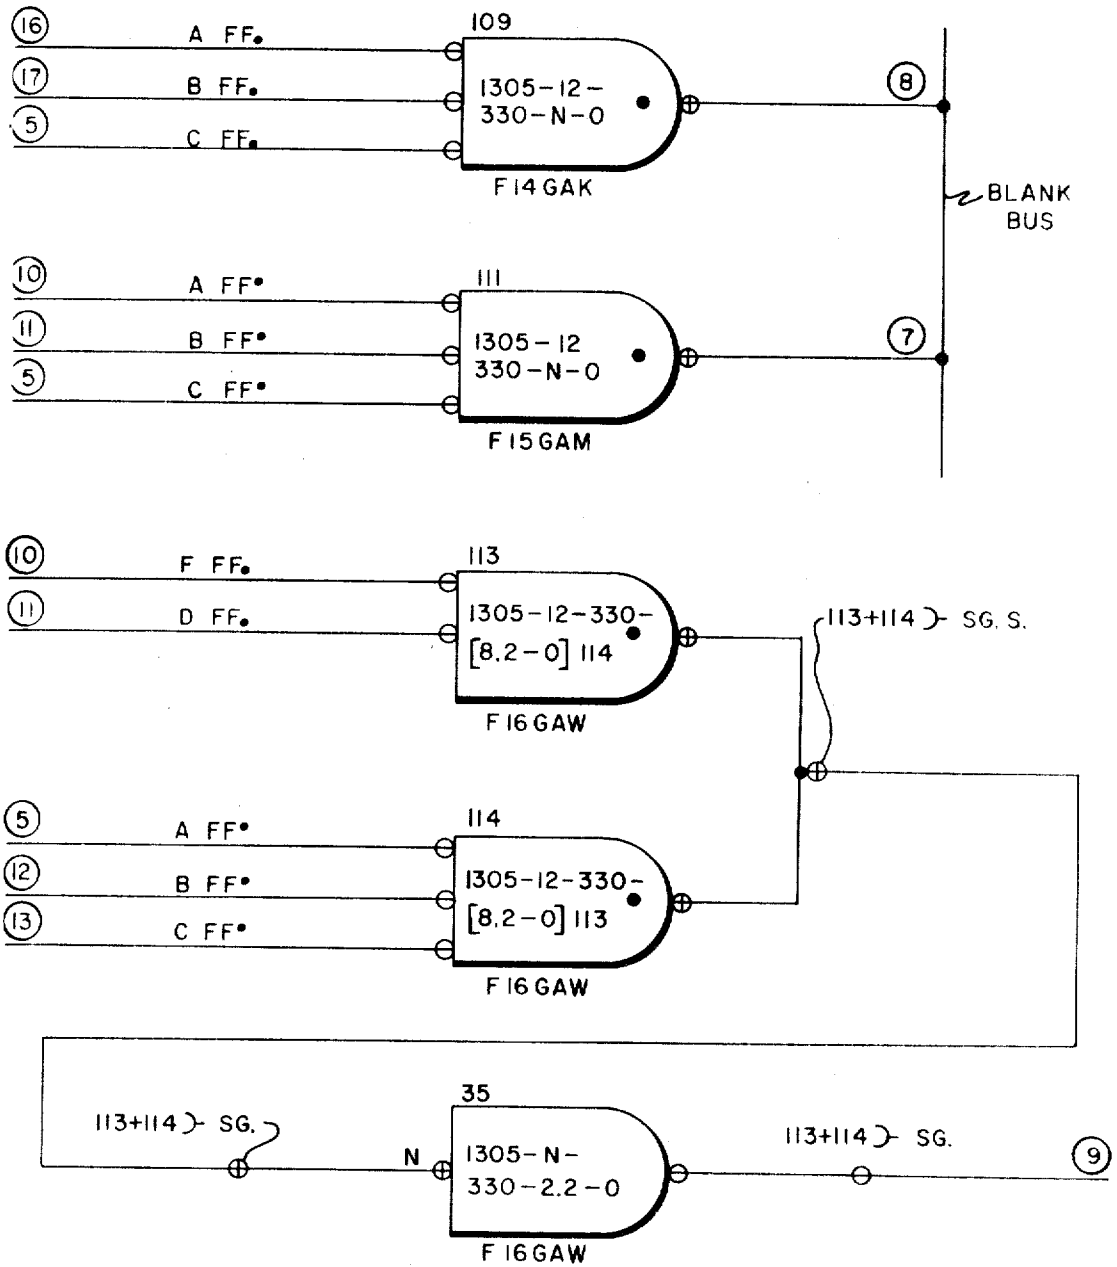 109
16 A FF.
17 B FF.
5 C FF.
1305-12-
330-N-0
8
F14GAK
BLANK
BUS
111
10 A FF.
11 B FF.
5 C FF.
1305-12
330-N-0
7
F15GAM
113
10 F FF.
11 D FF.
1305-12-330-
[8.2-0] 114
F16GAW
113+114 SG. S.
114
5 A FF.
12 B FF.
13 C FF.
1305-12-330-
[8.2-0] 113
F16GAW
35
113+114 SG.
N
1305-N-
330-2.2-0
113+114 SG.
9
F16GAW